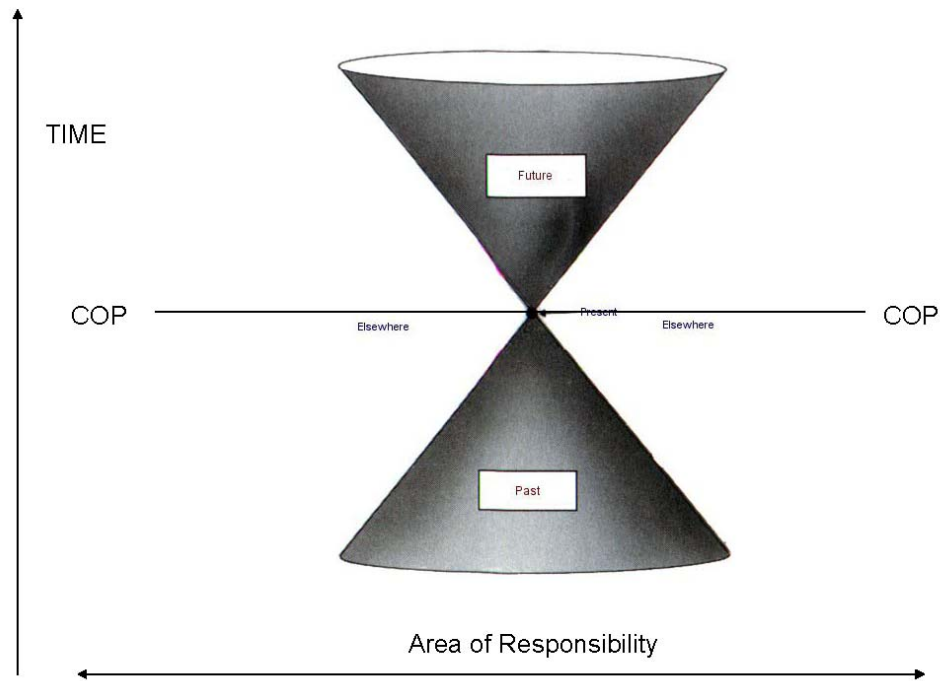 TIME
Future
COP
Present
COP
Elsewhere
Elsewhere
Past
Area of Responsibility